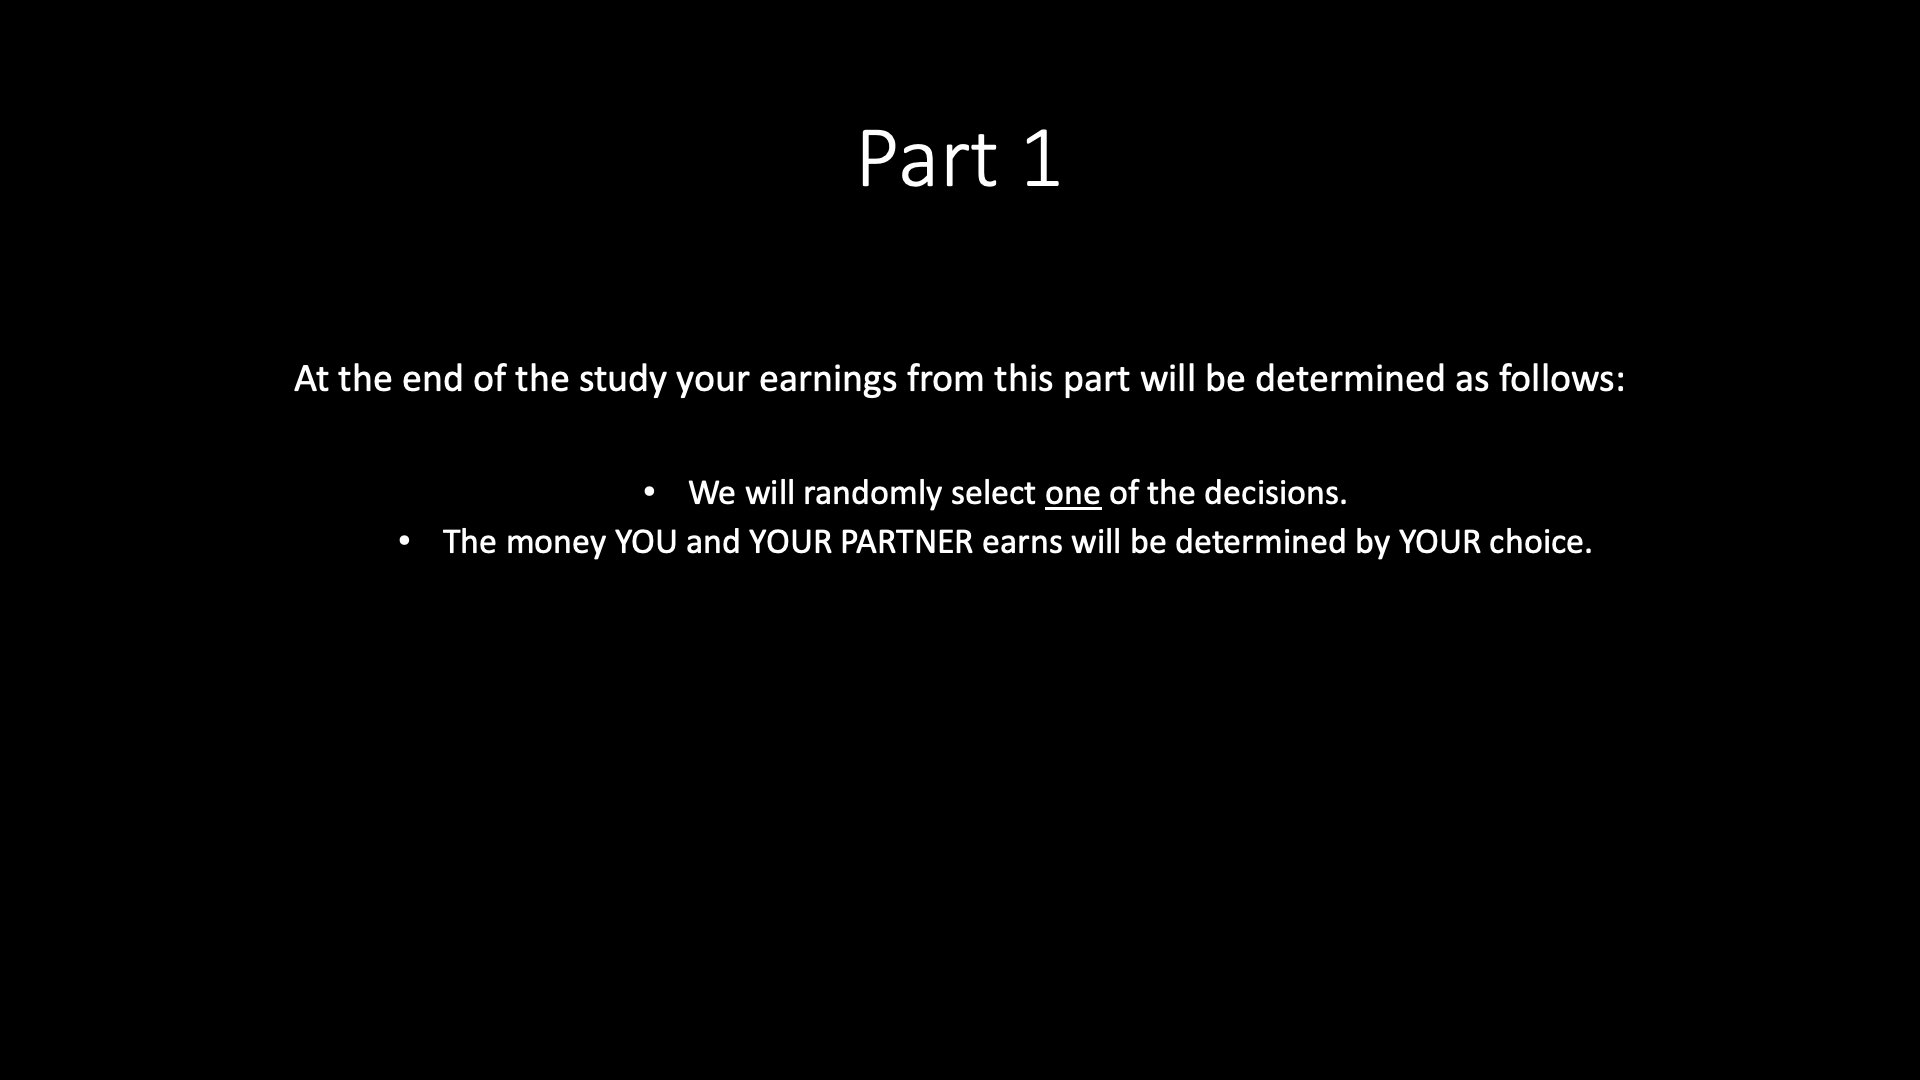 Part 1
At the end of the study your earnings from this part will be determined as follows:
• We will randomly select one of the decisions.
• The money YOU and YOUR PARTNER earns will be determined by YOUR choice.